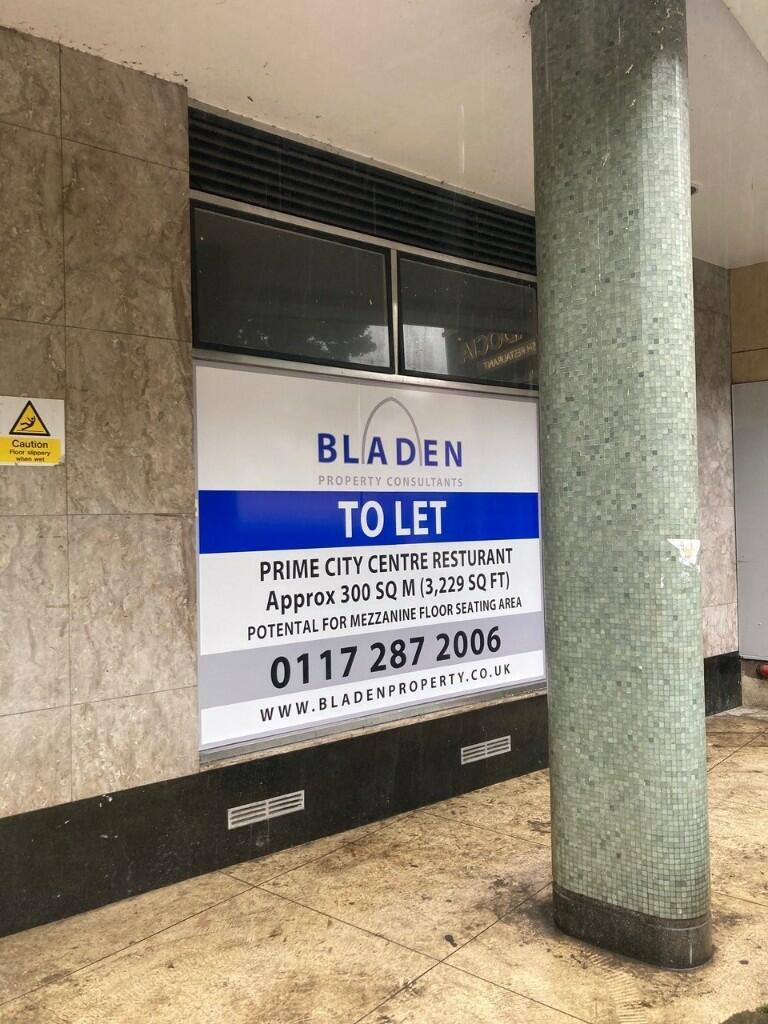 Caution
Floor slippery
when wet
BLADEN
PROPERTY CONSULTANTS
TO LET
PRIME CITY CENTRE RESTURANT
Approx 300 SQ M (3,229 SQ FT)
POTENTAL FOR MEZZANINE FLOOR SEATING AREA
0117 287 2006
WWW.BLADENPROPERTY.CO.UK